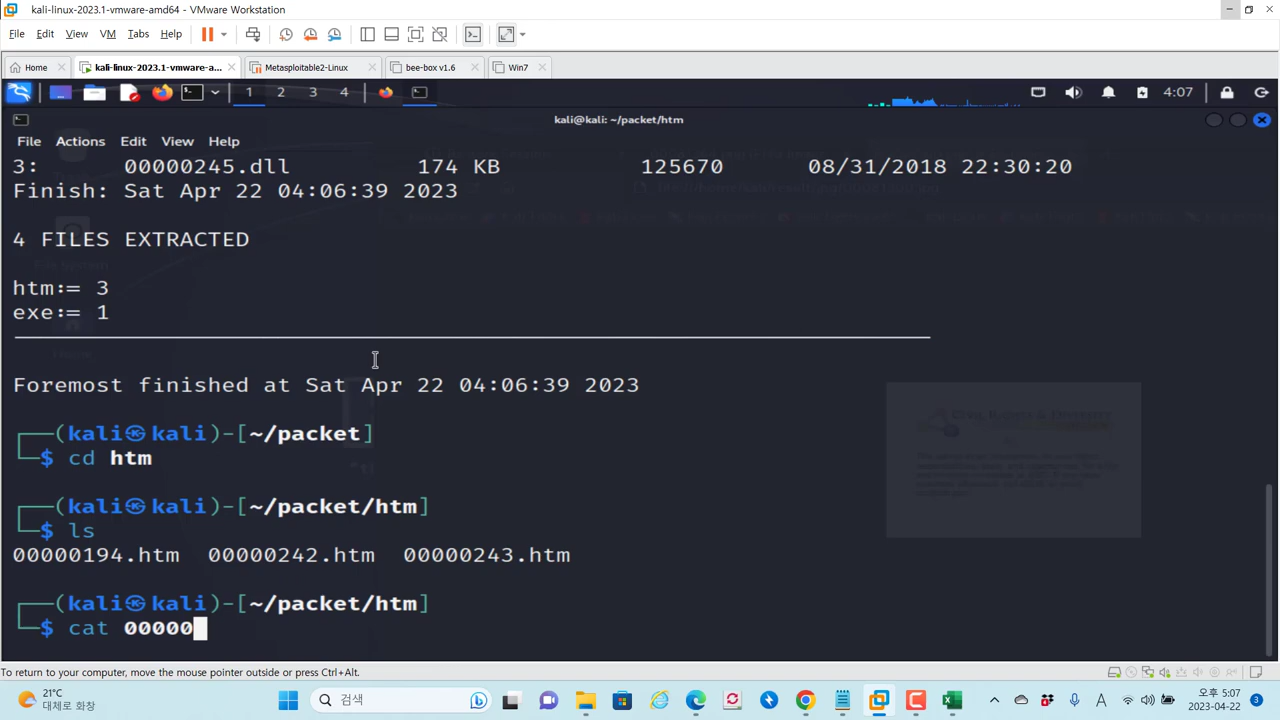 kali-linux-2023.1-vmware-amd64 - VMware Workstation
File Edit View VM Tabs Help
Home kali-linux-2023.1-vmware-a... Metasploitable2-Linux bee-box v1.6 Win7
1 2 3 4 4:07
kali@kali: ~/packet/htm
File Actions Edit View Help
3: 00000245.dll 174 KB 125670 08/31/2018 22:30:20
Finish: Sat Apr 22 04:06:39 2023
4 FILES EXTRACTED
htm:= 3
exe:= 1
Foremost finished at Sat Apr 22 04:06:39 2023
┌──(kali㉿kali)-[~/packet]
└─$ cd htm
┌──(kali㉿kali)-[~/packet/htm]
└─$ ls
00000194.htm 00000242.htm 00000243.htm
┌──(kali㉿kali)-[~/packet/htm]
└─$ cat 00000
To return to your computer, move the mouse pointer outside or press Ctrl+Alt.
21°C
대체로 화창
검색
A
오후 5:07
2023-04-22
3